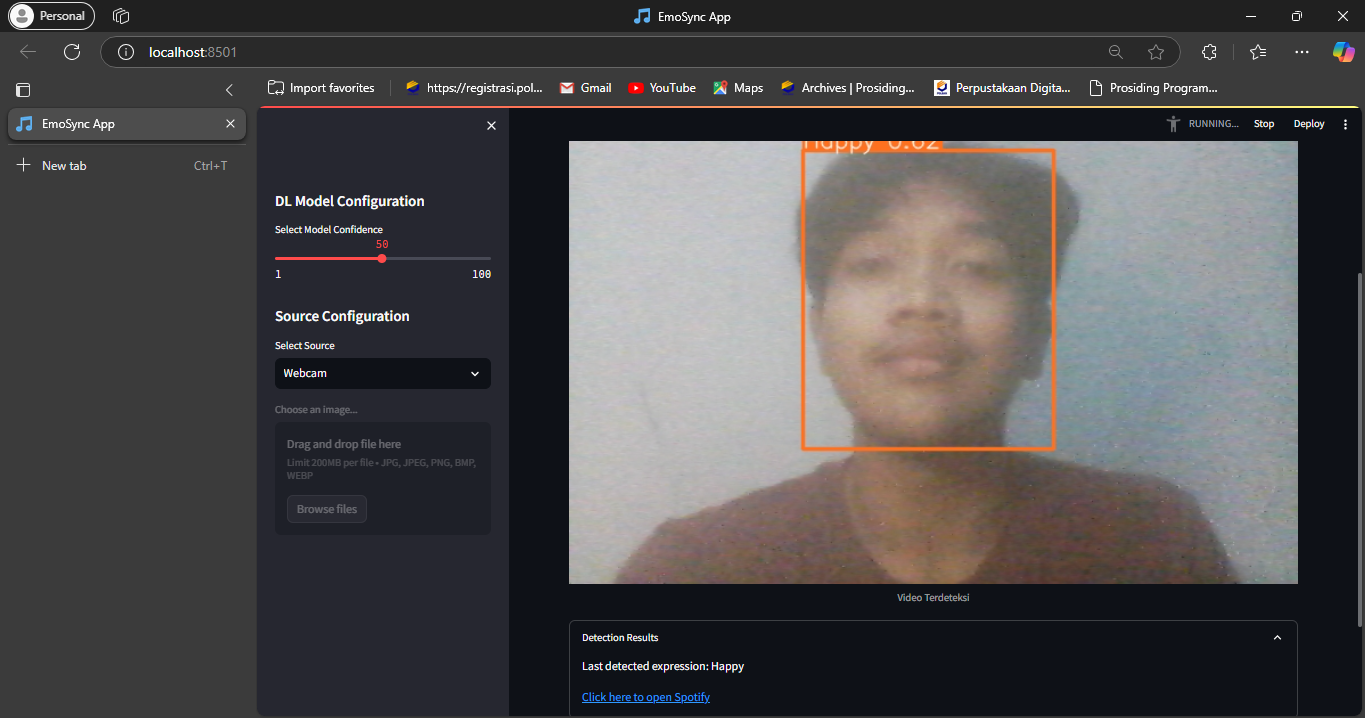 Personal
EmoSync App
localhost:8501
Import favorites
https://registrasi.pol...
Gmail
YouTube
Maps
Archives | Prosiding...
Perpustakaan Digita...
Prosiding Program...
EmoSync App
New tab
Ctrl+T
RUNNING...
Stop
Deploy
DL Model Configuration
Select Model Confidence
50
1
100
Source Configuration
Select Source
Webcam
Choose an image...
Drag and drop file here
Limit 200MB per file • JPG, JPEG, PNG, BMP,
WEBP
Browse files
Happy 0.62
Video Terdeteksi
Detection Results
Last detected expression: Happy
Click here to open Spotify